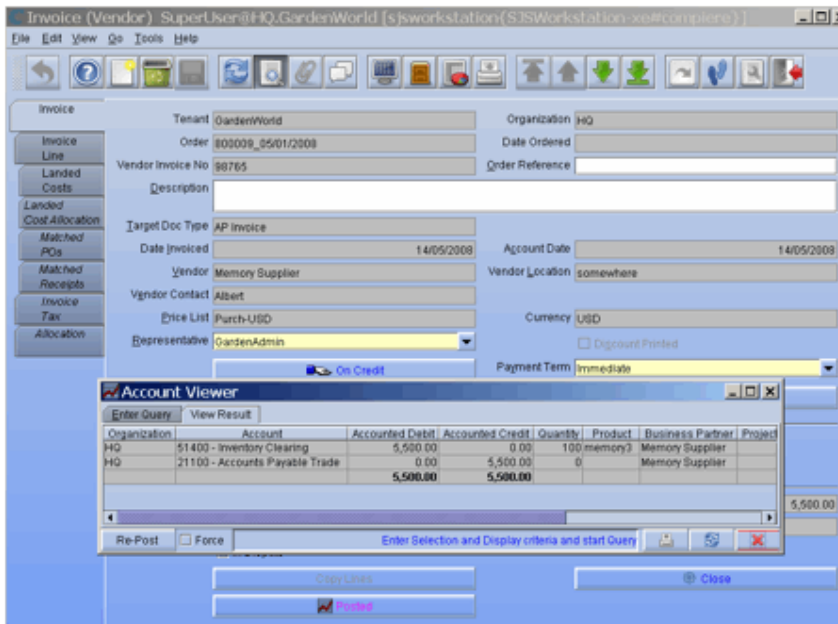 Invoice (Vendor) SuperUser@HQ.GardenWorld [sjsworkstation{SJSWorkstation-xe#compiere}]
File Edit View Go Tools Help
Invoice
Invoice Line
Landed Costs
Landed Cost Allocation
Matched POs
Matched Receipts
Invoice Tax
Allocation
Tenant GardenWorld Organization HQ
Order 800009_05/01/2008 Date Ordered
Vendor Invoice No 98765 Order Reference
Description
Target Doc Type AP Invoice
Date Invoiced 14/05/2008 Account Date 14/05/2008
Vendor Memory Supplier Vendor Location somewhere
Vendor Contact Albert
Price List Purch-USD Currency USD
Representative GardenAdmin Discount Printed
On Credit Payment Term Immediate
Account Viewer
Enter Query View Result
Organization Account Accounted Debit Accounted Credit Quantity Product Business Partner Project
HQ 51400 - Inventory Clearing 5,500.00 0.00 100 memory3 Memory Supplier
HQ 21100 - Accounts Payable Trade 0.00 5,500.00 0 Memory Supplier
5,500.00 5,500.00
5,500.00
Re-Post Force Enter Selection and Display criteria and start Query
Copy Lines Close
Posted